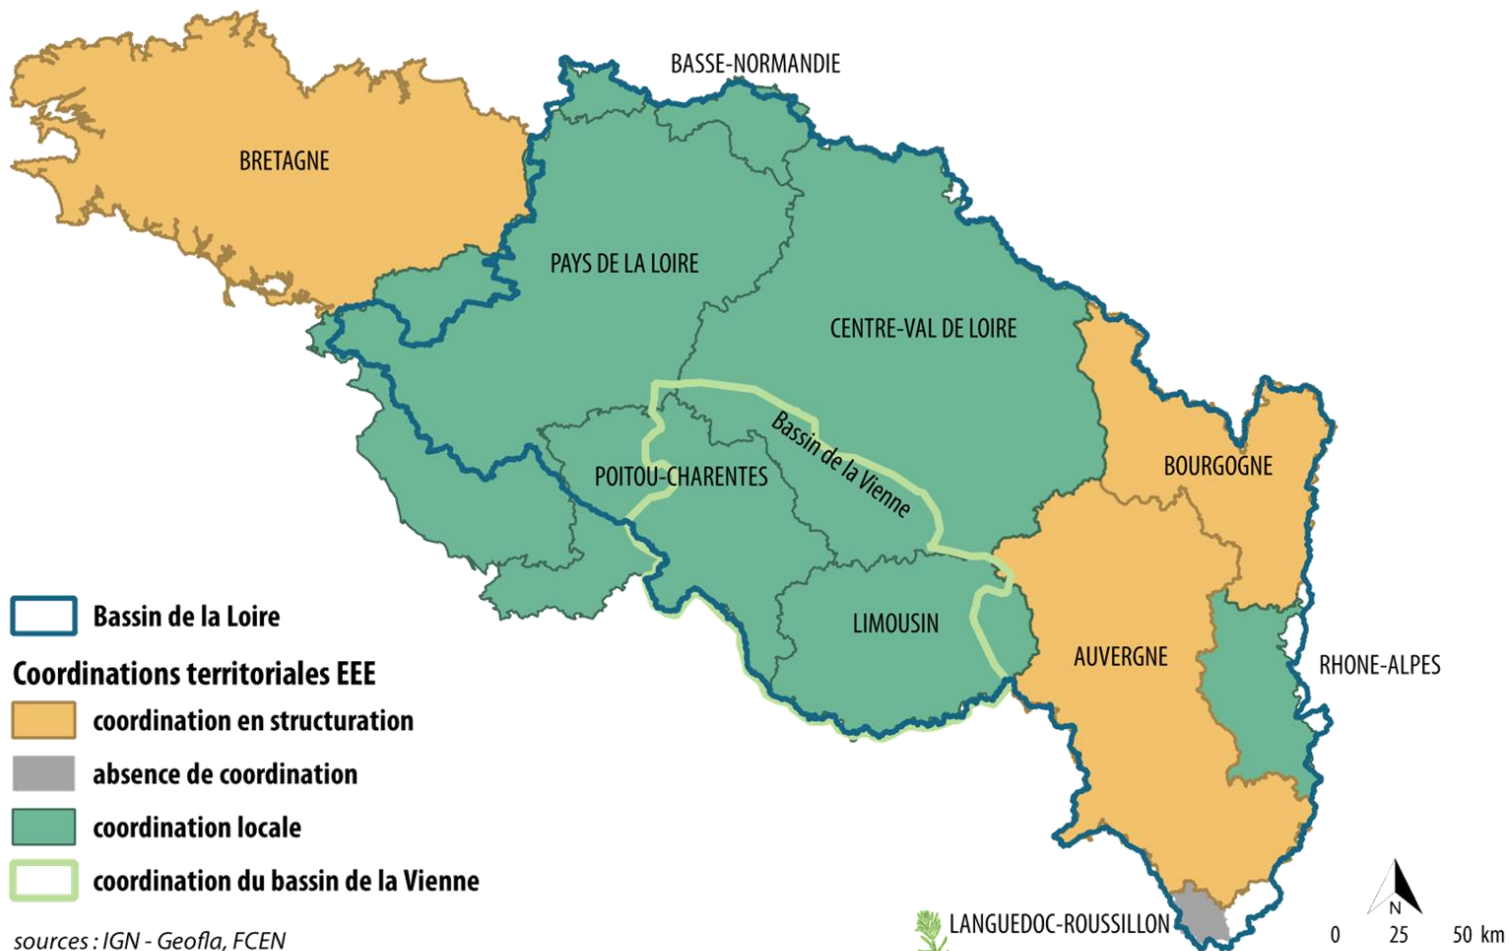 BASSE-NORMANDIE
BRETAGNE
PAYS DE LA LOIRE
CENTRE-VAL DE LOIRE
Bassin de la Vienne
BOURGOGNE
POITOU-CHARENTES
LIMOUSIN
AUVERGNE
RHONE-ALPES
Bassin de la Loire
Coordinations territoriales EEE
coordination en structuration
absence de coordination
coordination locale
coordination du bassin de la Vienne
sources : IGN - Geofla, FCEN
LANGUEDOC-ROUSSILLON
N
0 25 50 km